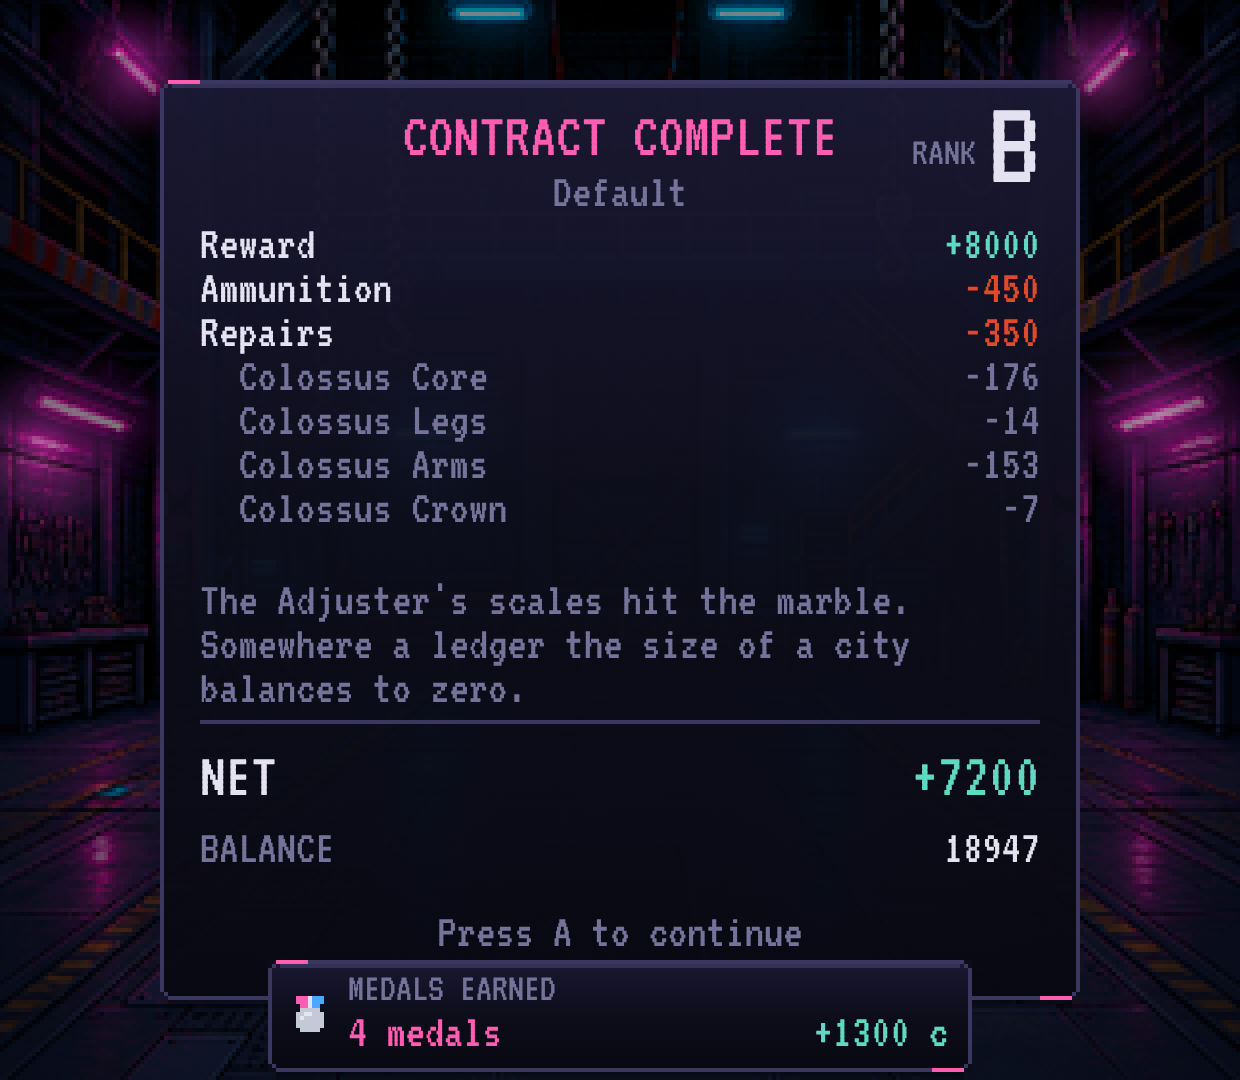 CONTRACT COMPLETE
RANK B
Default
Reward +8000
Ammunition -450
Repairs -350
Colossus Core -176
Colossus Legs -14
Colossus Arms -153
Colossus Crown -7
The Adjuster's scales hit the marble.
Somewhere a ledger the size of a city
balances to zero.
NET +7200
BALANCE 18947
Press A to continue
MEDALS EARNED
4 medals +1300 c